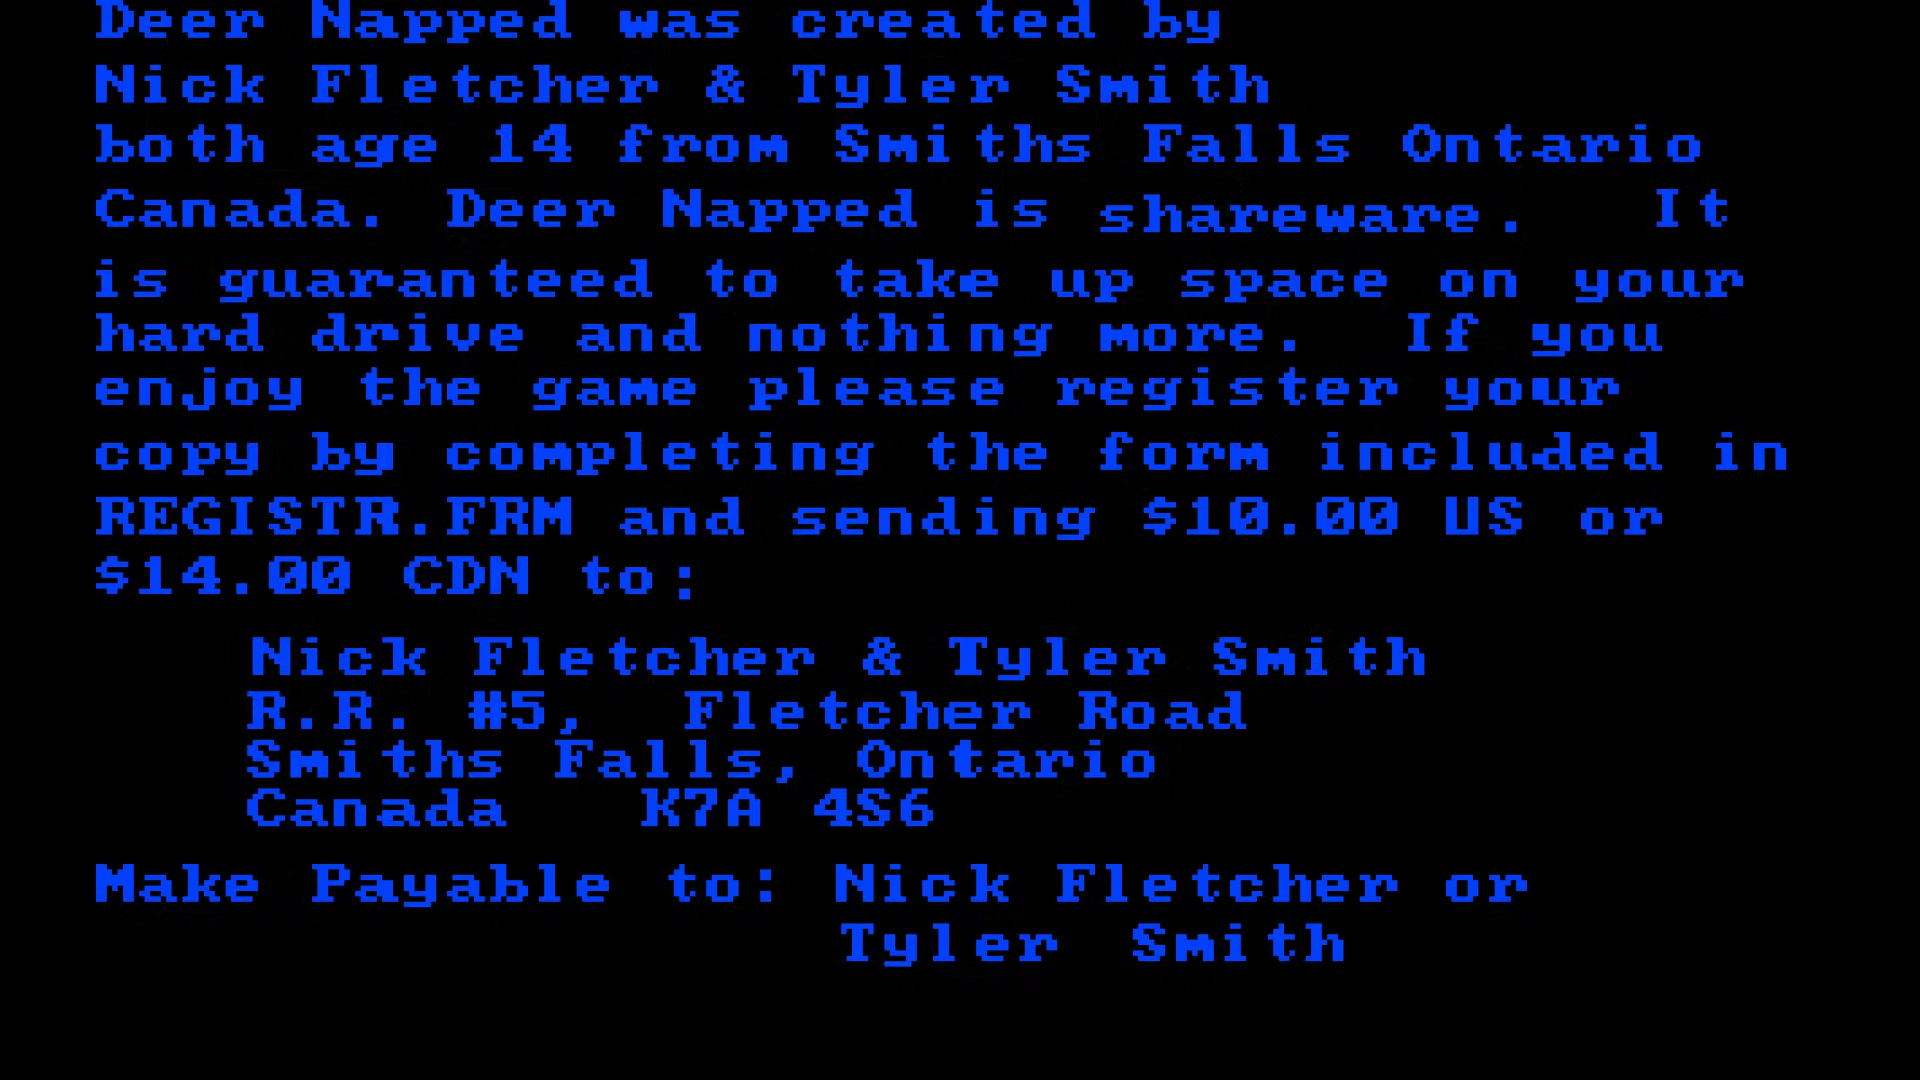 Deer Napped was created by
Nick Fletcher & Tyler Smith
both age 14 from Smiths Falls Ontario
Canada. Deer Napped is shareware. It
is guaranteed to take up space on your
hard drive and nothing more. If you
enjoy the game please register your
copy by completing the form included in
REGISTR.FRM and sending $10.00 US or
$14.00 CDN to:
Nick Fletcher & Tyler Smith
R.R. #5, Fletcher Road
Smiths Falls, Ontario
Canada K7A 4S6
Make Payable to: Nick Fletcher or
Tyler Smith